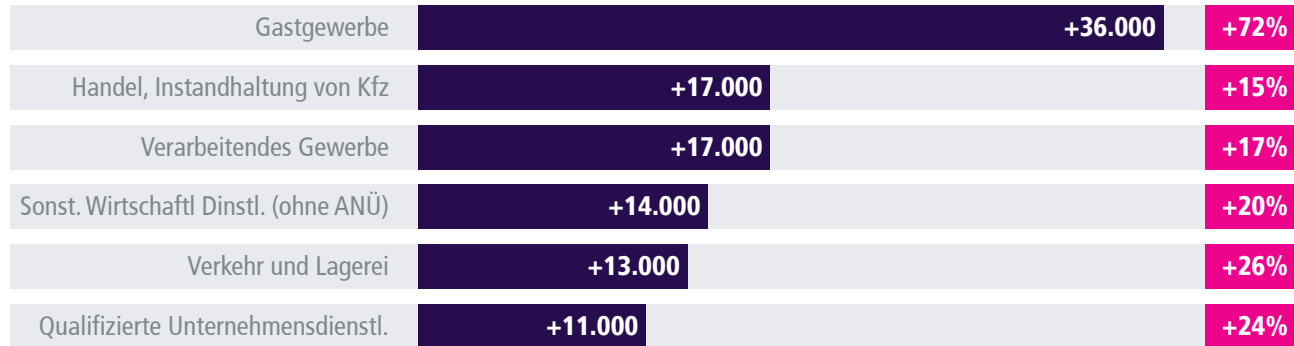 Gastgewerbe +36.000 +72%
Handel, Instandhaltung von Kfz +17.000 +15%
Verarbeitendes Gewerbe +17.000 +17%
Sonst. Wirtschaftl Dinstl. (ohne ANÜ) +14.000 +20%
Verkehr und Lagerei +13.000 +26%
Qualifizierte Unternehmensdienstl. +11.000 +24%